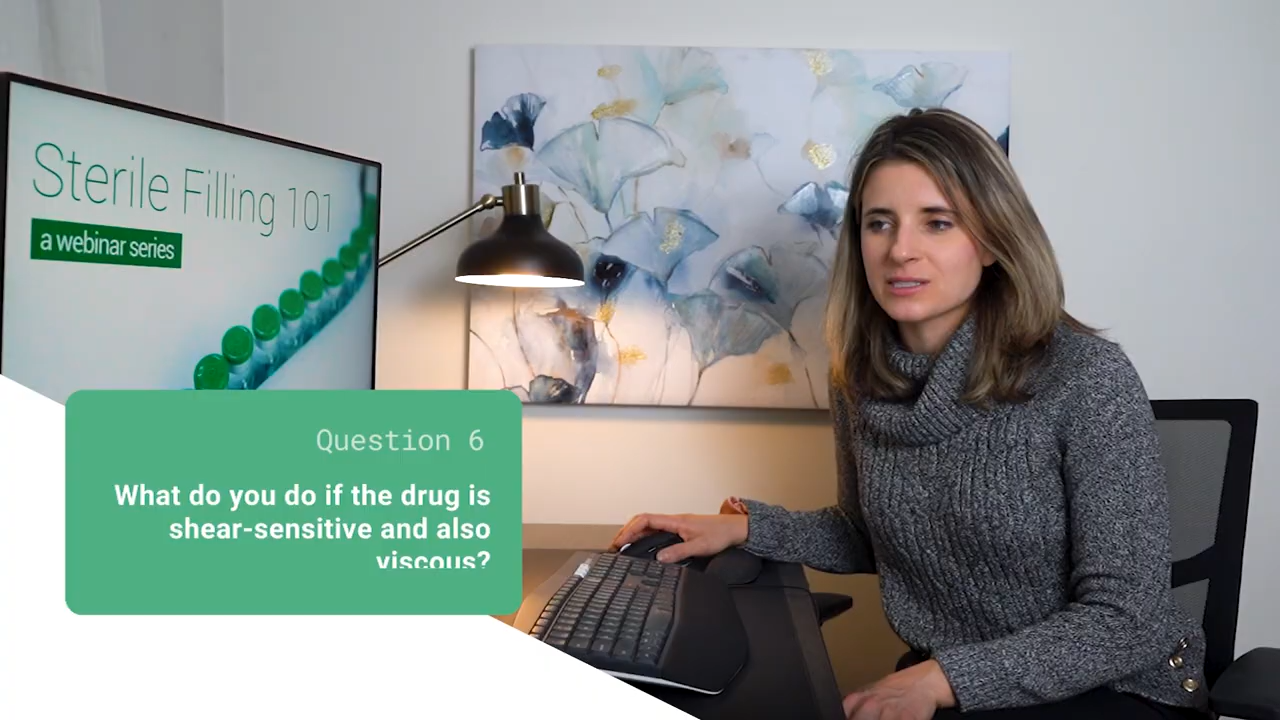 Sterile Filling 101
a webinar series
Question 6
What do you do if the drug is
shear-sensitive and also
viscous?